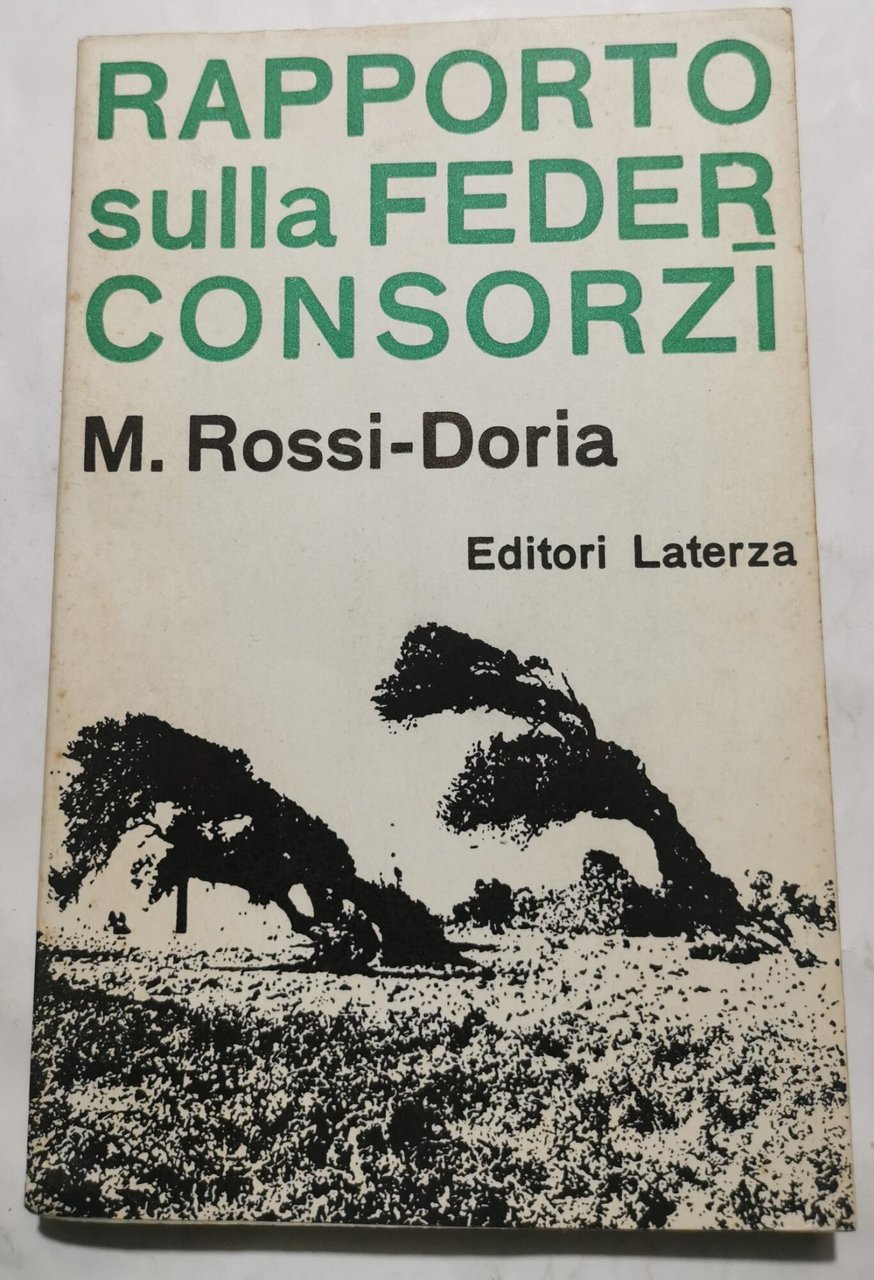 RAPPORTO
sulla FEDER
CONSORZI
M. Rossi-Doria
Editori Laterza